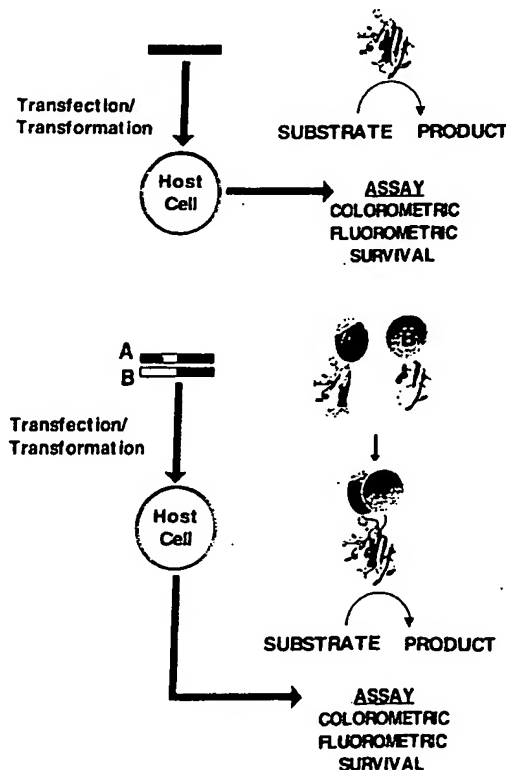 Transfection/
Transformation
SUBSTRATE PRODUCT
Host
Cell
ASSAY
COLOROMETRIC
FLUOROMETRIC
SURVIVAL
A
B
B
Transfection/
Transformation
Host
Cell
SUBSTRATE PRODUCT
ASSAY
COLOROMETRIC
FLUOROMETRIC
SURVIVAL